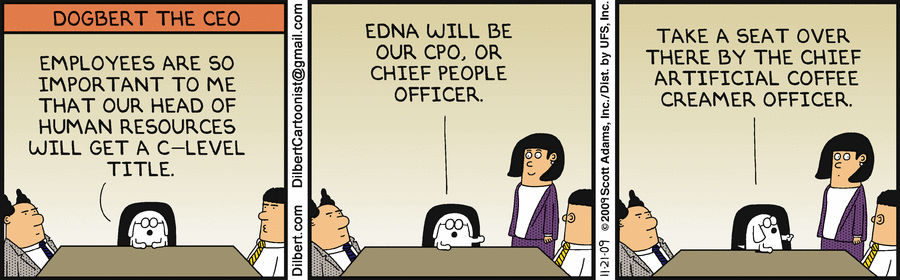 DOGBERT THE CEO
EMPLOYEES ARE SO
IMPORTANT TO ME
THAT OUR HEAD OF
HUMAN RESOURCES
WILL GET A C-LEVEL
TITLE.
Dilbert.com DilbertCartoonist@gmail.com
EDNA WILL BE
OUR CPO, OR
CHIEF PEOPLE
OFFICER.
11-21-09 ©2009 Scott Adams, Inc./Dist. by UFS, Inc.
TAKE A SEAT OVER
THERE BY THE CHIEF
ARTIFICIAL COFFEE
CREAMER OFFICER.